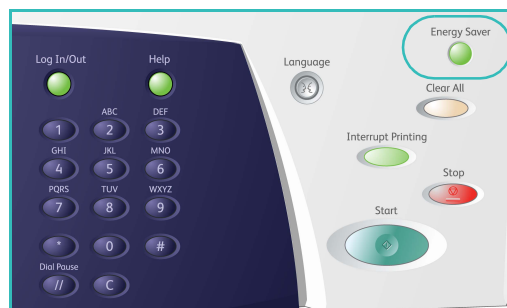 Energy Saver
Log In/Out Help Language
Clear All
ABC DEF
1 2 3
Interrupt Printing
GHI JKL MNO
4 5 6
Stop
PQRS TUV WXYZ
7 8 9
Start
* 0 #
Dial Pause
// C